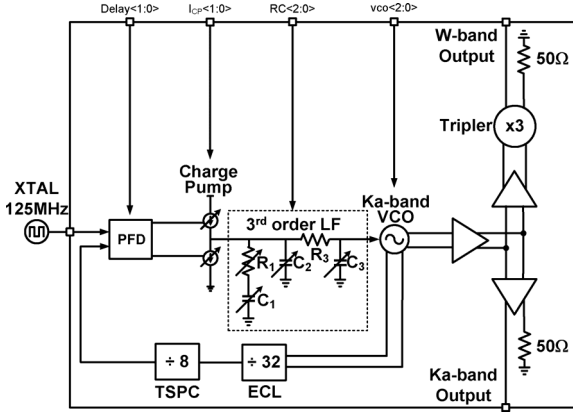 Delay<1:0>
I_CP<1:0>
RC<2:0>
vco<2:0>
W-band
Output
50Ω
Tripler
x3
XTAL
125MHz
PFD
Charge
Pump
3rd order LF
R1
C1
C2
R3
C3
Ka-band
VCO
÷ 8
TSPC
÷ 32
ECL
50Ω
Ka-band
Output